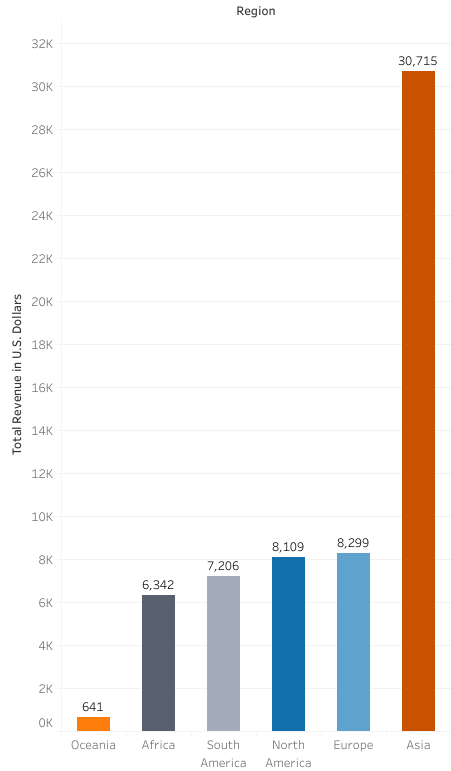 Region
Total Revenue in U.S. Dollars
32K
30K
28K
26K
24K
22K
20K
18K
16K
14K
12K
10K
8K
6K
4K
2K
0K
641
6,342
7,206
8,109
8,299
30,715
Oceania
Africa
South
America
North
America
Europe
Asia